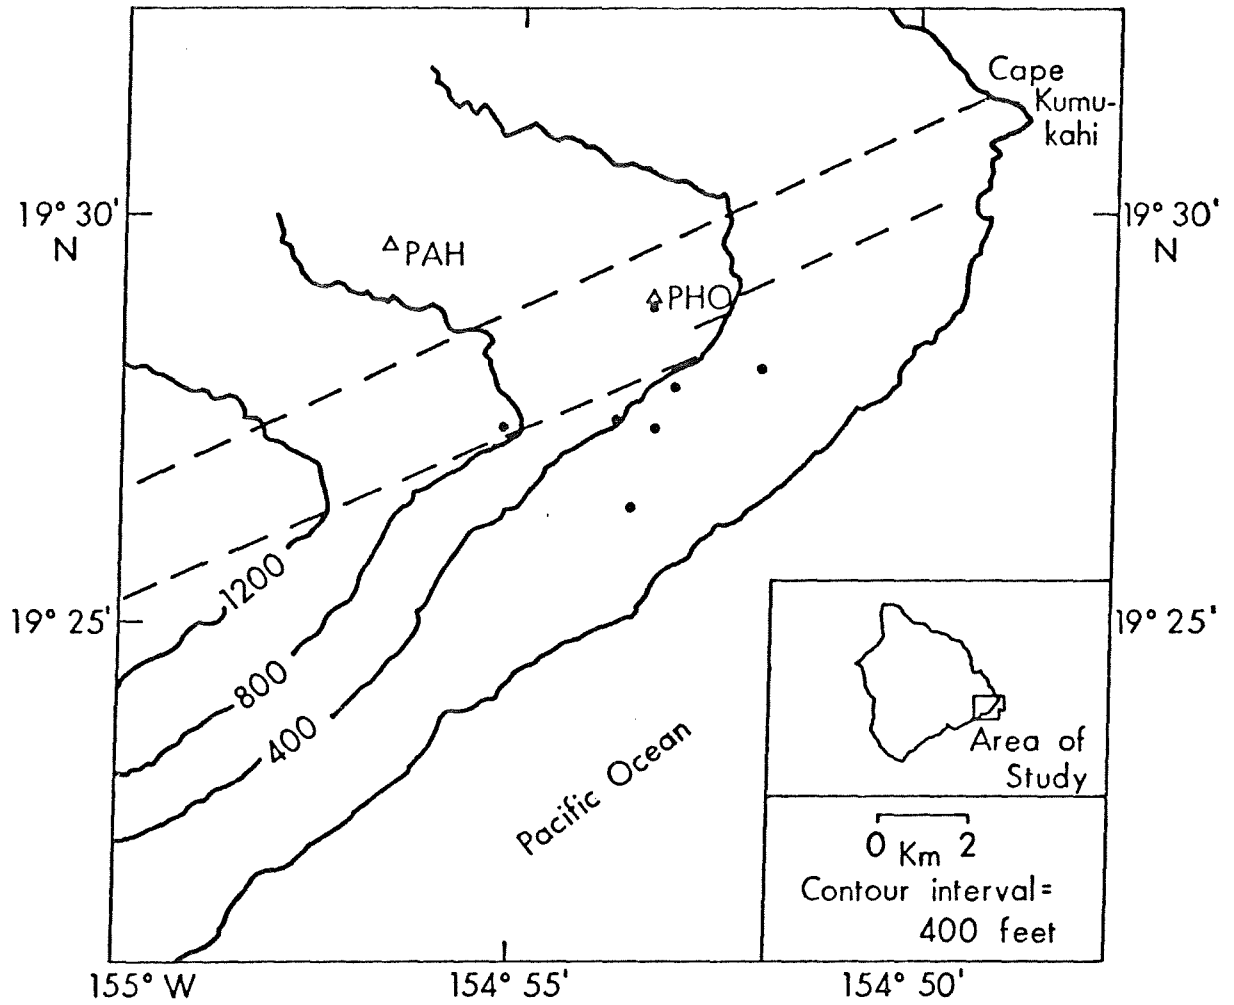 Cape
Kumu-
kahi
19° 30'
N
19° 30'
N
PAH
PHO
1200
800
400
19° 25'
19° 25'
Pacific Ocean
Area of
Study
0 Km 2
Contour interval=
400 feet
155° W
154° 55'
154° 50'